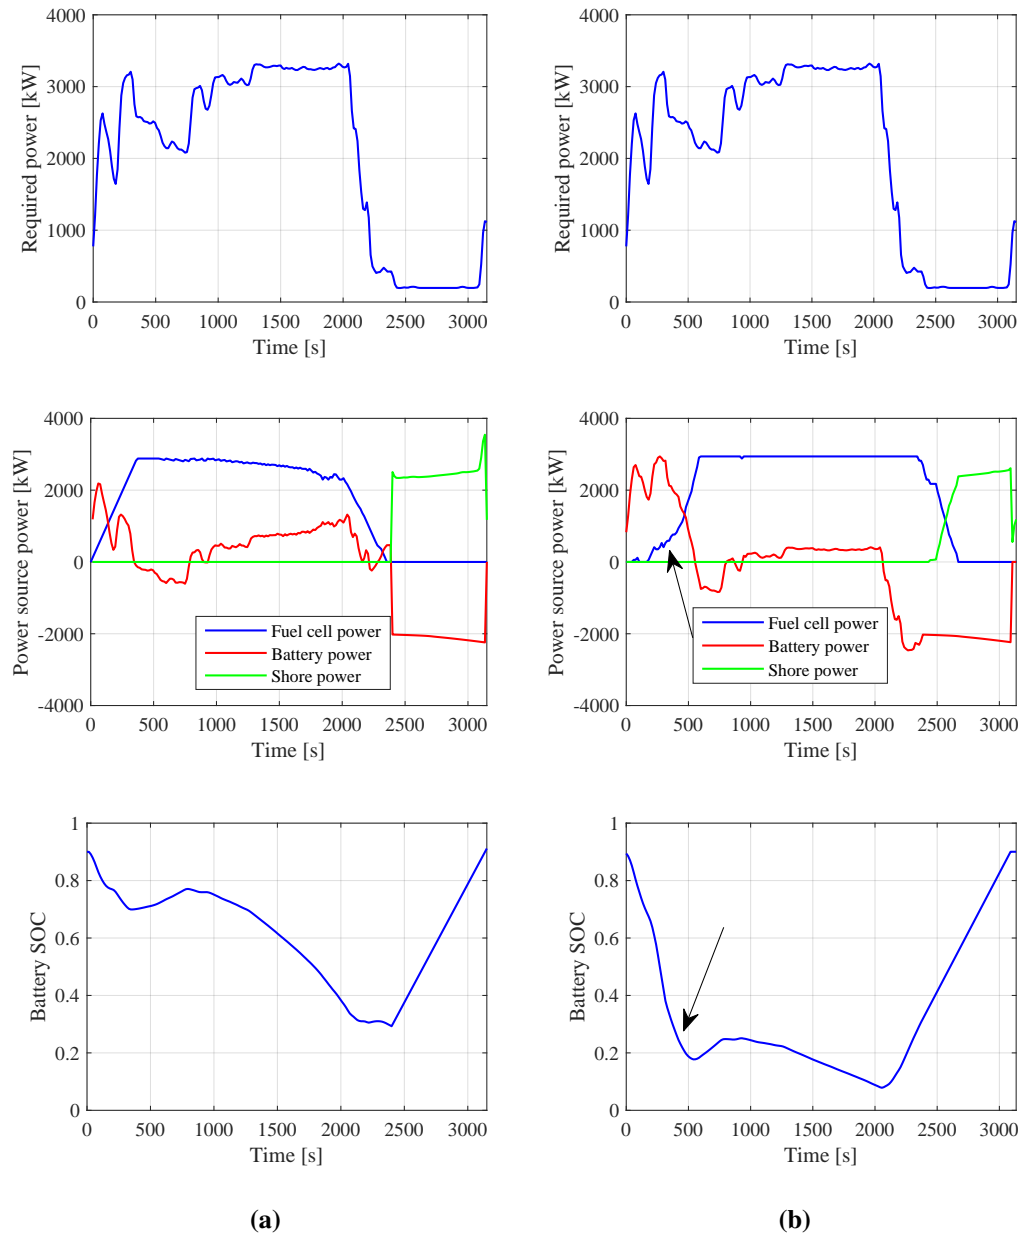 4000
3000
2000
1000
0
Required power [kW]
0 500 1000 1500 2000 2500 3000
Time [s]
4000
3000
2000
1000
0
Required power [kW]
0 500 1000 1500 2000 2500 3000
Time [s]
4000
2000
0
-2000
-4000
Power source power [kW]
Fuel cell power
Battery power
Shore power
0 500 1000 1500 2000 2500 3000
Time [s]
4000
2000
0
-2000
-4000
Power source power [kW]
Fuel cell power
Battery power
Shore power
0 500 1000 1500 2000 2500 3000
Time [s]
1
0.8
0.6
0.4
0.2
0
Battery SOC
0 500 1000 1500 2000 2500 3000
Time [s]
1
0.8
0.6
0.4
0.2
0
Battery SOC
0 500 1000 1500 2000 2500 3000
Time [s]
(a)
(b)